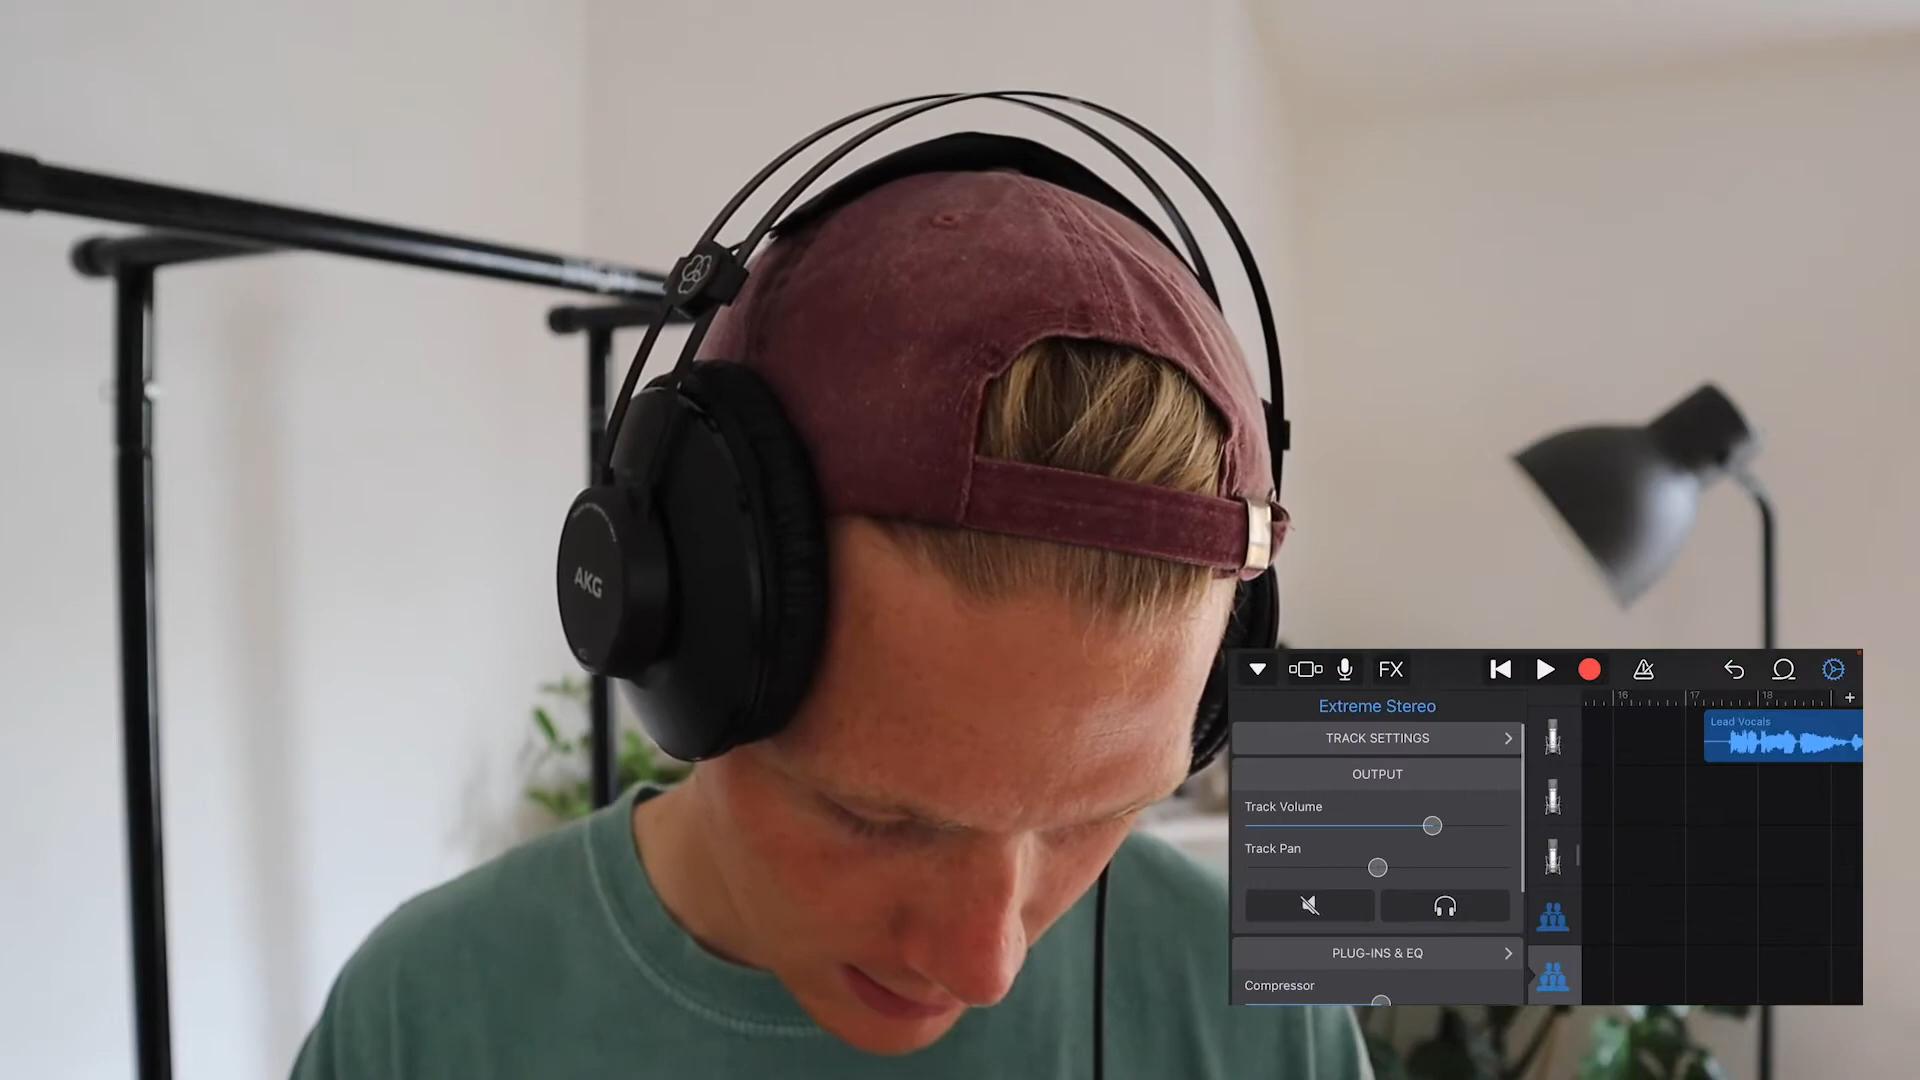 AKG
FX
Extreme Stereo
16
17
18
+
TRACK SETTINGS
Lead Vocals
OUTPUT
Track Volume
Track Pan
PLUG-INS & EQ
Compressor